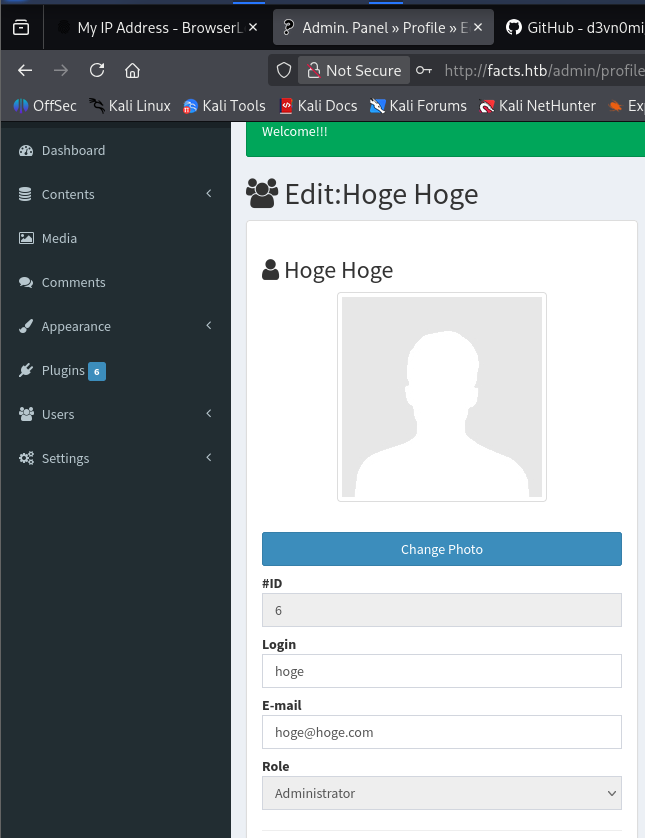 My IP Address - BrowserL
Admin. Panel » Profile » E
GitHub - d3vn0mi
Not Secure
http://facts.htb/admin/profile
OffSec
Kali Linux
Kali Tools
Kali Docs
Kali Forums
Kali NetHunter
Ex
Welcome!!!
Dashboard
Contents
Media
Comments
Appearance
Plugins 6
Users
Settings
Edit:Hoge Hoge
Hoge Hoge
Change Photo
#ID
6
Login
hoge
E-mail
hoge@hoge.com
Role
Administrator